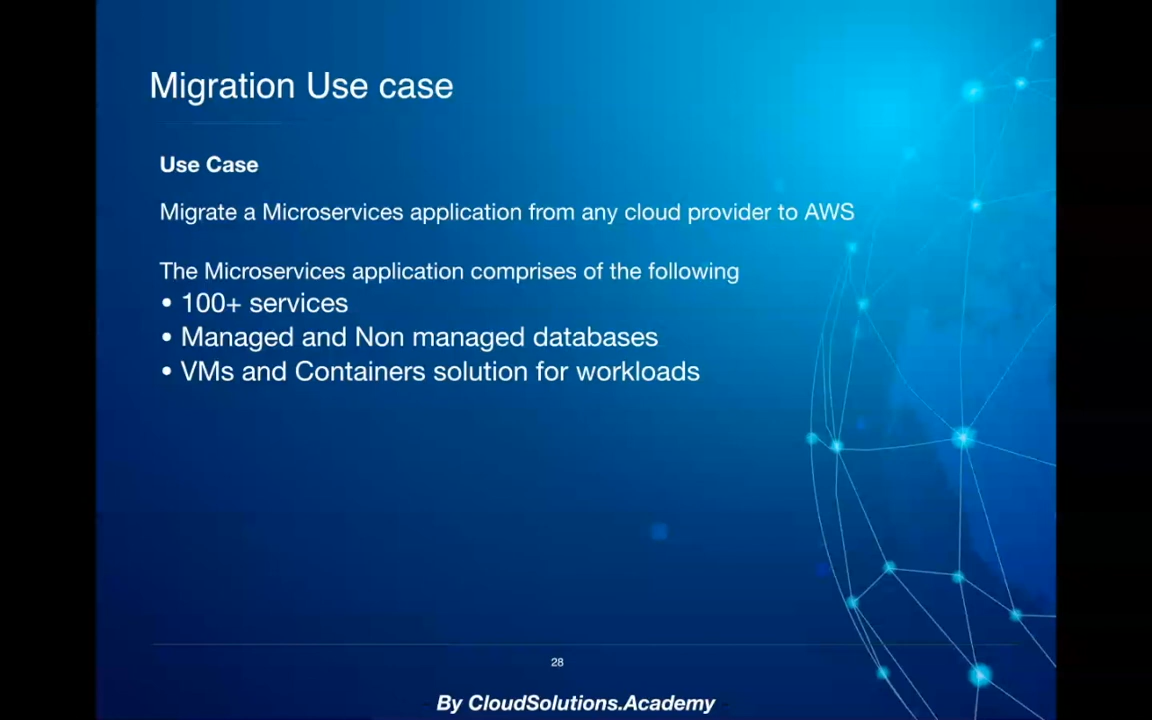 Migration Use case
Use Case
Migrate a Microservices application from any cloud provider to AWS
The Microservices application comprises of the following
• 100+ services
• Managed and Non managed databases
• VMs and Containers solution for workloads
28
By CloudSolutions.Academy